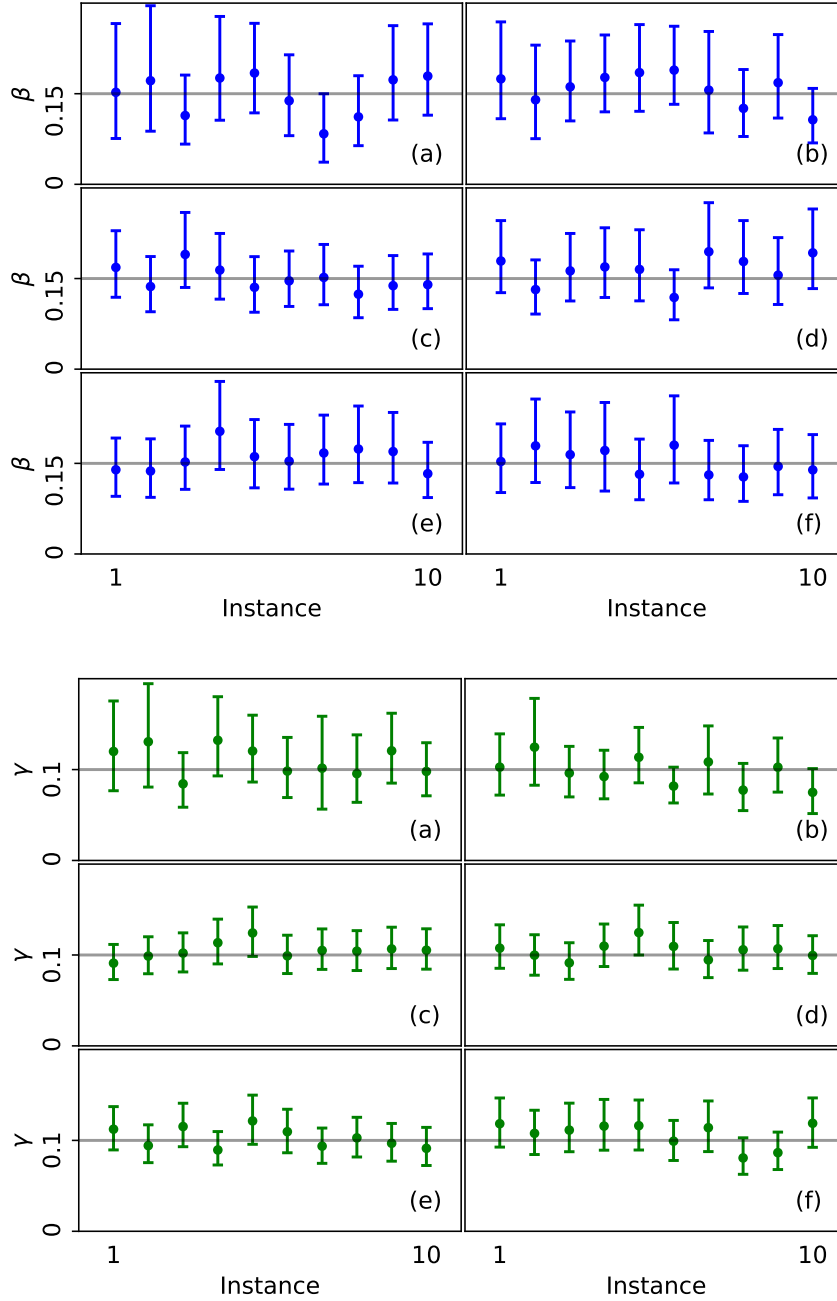 β
0.15
0
(a)
(b)
β
0.15
0
(c)
(d)
β
0.15
0
(e)
(f)
1
10
1
10
Instance
Instance
γ
0.1
0
(a)
(b)
γ
0.1
0
(c)
(d)
γ
0.1
0
(e)
(f)
1
10
1
10
Instance
Instance